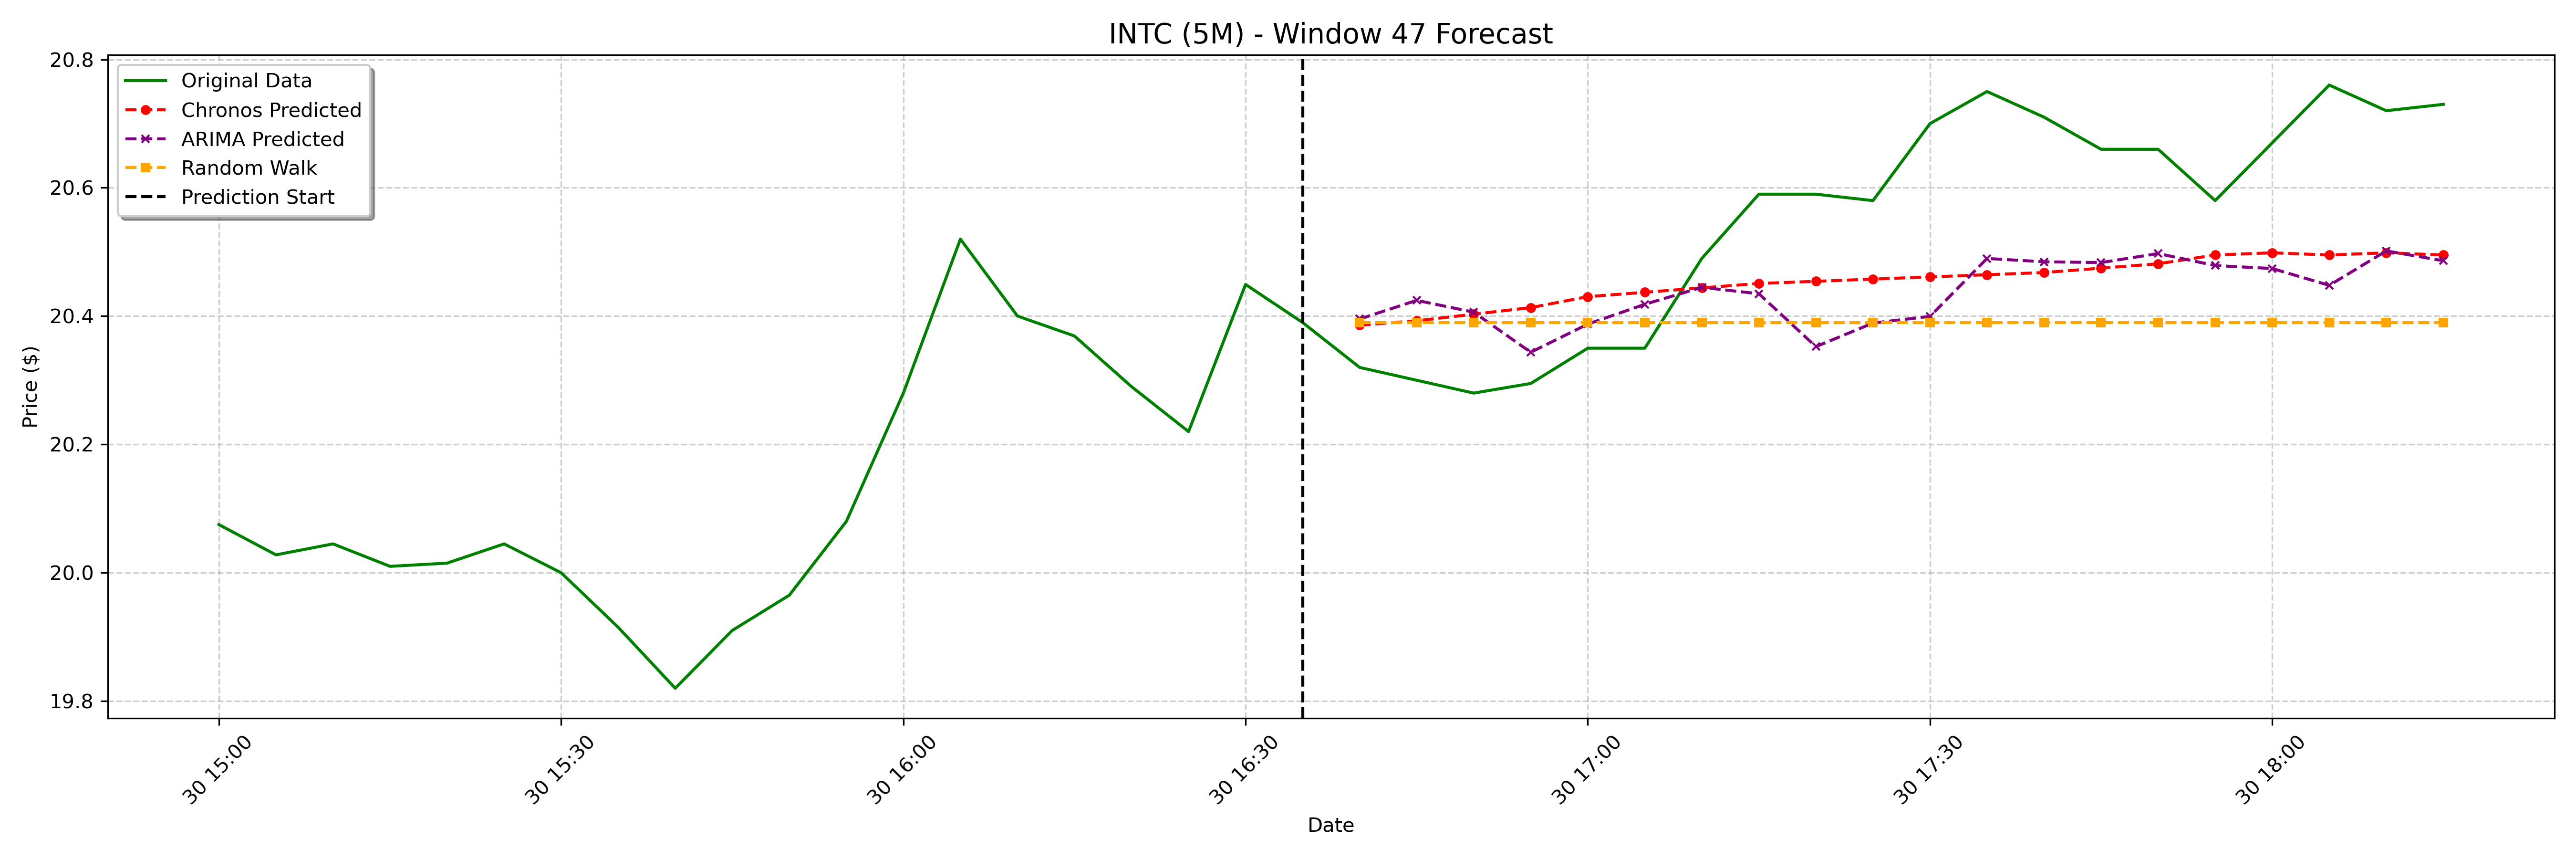 INTC (5M) - Window 47 Forecast
Original Data
Chronos Predicted
ARIMA Predicted
Random Walk
Prediction Start
Price ($)
20.8
20.6
20.4
20.2
20.0
19.8
30 15:00
30 15:30
30 16:00
30 16:30
30 17:00
30 17:30
30 18:00
Date